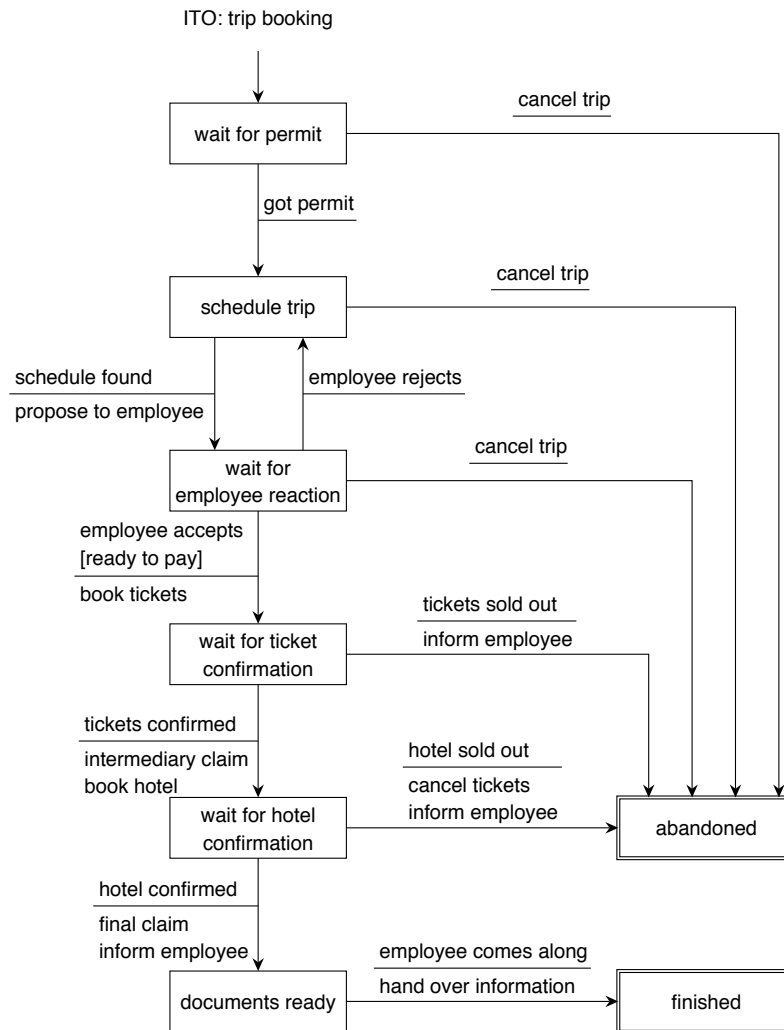 ITO: trip booking
cancel trip
wait for permit
got permit
cancel trip
schedule trip
schedule found
propose to employee
employee rejects
cancel trip
wait for
employee reaction
employee accepts
[ready to pay]
book tickets
tickets sold out
inform employee
wait for ticket
confirmation
tickets confirmed
intermediary claim
book hotel
hotel sold out
cancel tickets
inform employee
wait for hotel
confirmation
abandoned
hotel confirmed
final claim
inform employee
employee comes along
hand over information
documents ready
finished